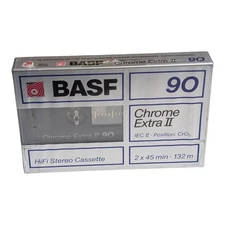 BASF
90
Chrome Extra II 90
Chrome
Extra II
IEC II · Position CrO₂
HiFi Stereo Cassette
2 x 45 min · 132 m